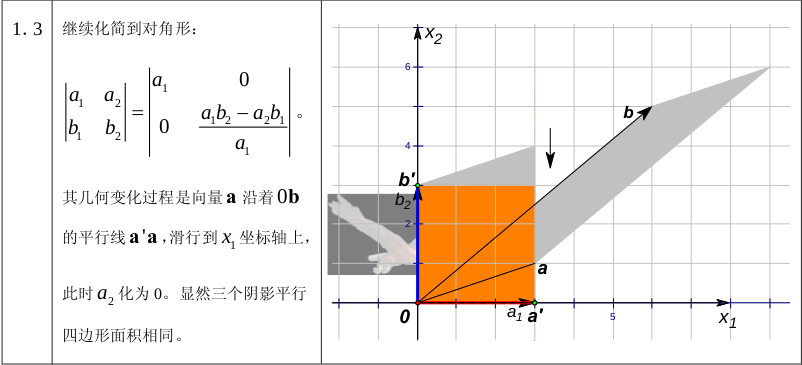 1. 3
继续化简到对角形：
|a₁ a₂| = |a₁ 0|
|b₁ b₂| |0 (a₁b₂ − a₂b₁)/a₁| 。
其几何变化过程是向量 a 沿着 0b
的平行线 a'a ,滑行到 x₁ 坐标轴上，
此时 a₂ 化为 0。显然三个阴影平行
四边形面积相同。
x₂
6
b
4
b'
b₂
2
a
0
a₁
a'
5
x₁